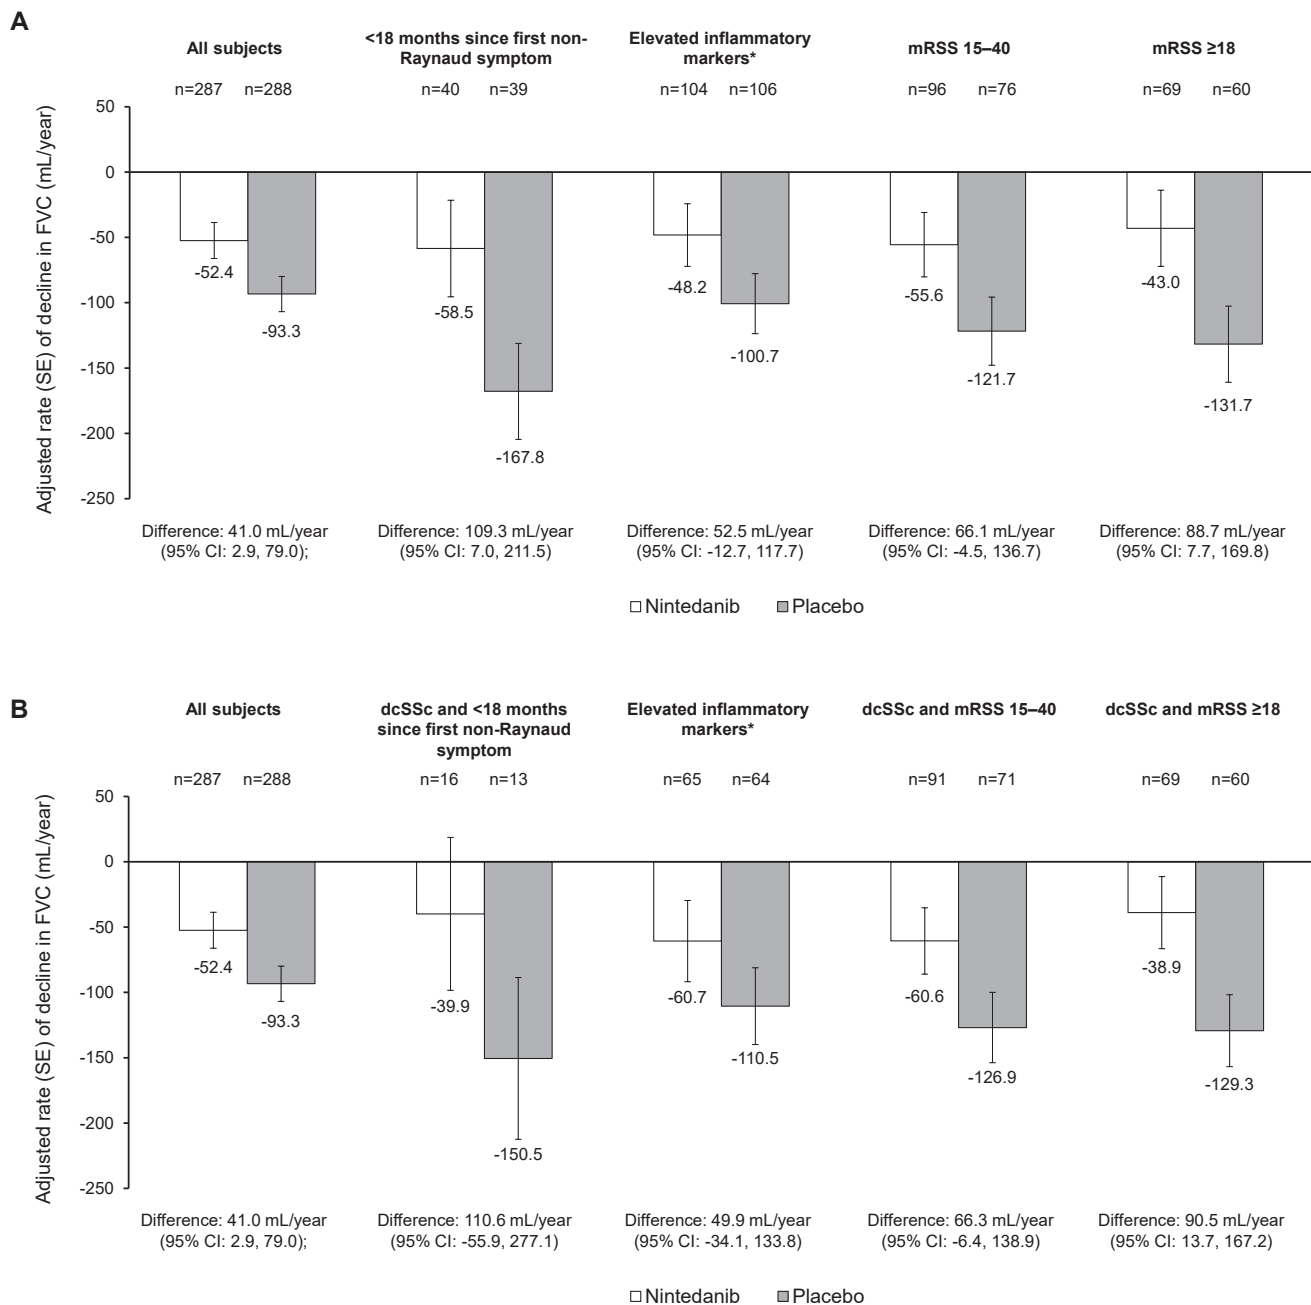 A
All subjects
<18 months since first non-
Raynaud symptom
Elevated inflammatory
markers*
mRSS 15–40
mRSS ≥18
n=287 n=288
n=40 n=39
n=104 n=106
n=96 n=76
n=69 n=60
Adjusted rate (SE) of decline in FVC (mL/year)
50
0
-50
-100
-150
-200
-250
-52.4
-93.3
-58.5
-167.8
-48.2
-100.7
-55.6
-121.7
-43.0
-131.7
Difference: 41.0 mL/year
(95% CI: 2.9, 79.0);
Difference: 109.3 mL/year
(95% CI: 7.0, 211.5)
Difference: 52.5 mL/year
(95% CI: -12.7, 117.7)
Difference: 66.1 mL/year
(95% CI: -4.5, 136.7)
Difference: 88.7 mL/year
(95% CI: 7.7, 169.8)
Nintedanib Placebo
B
All subjects
dcSSc and <18 months
since first non-Raynaud
symptom
Elevated inflammatory
markers*
dcSSc and mRSS 15–40
dcSSc and mRSS ≥18
n=287 n=288
n=16 n=13
n=65 n=64
n=91 n=71
n=69 n=60
Adjusted rate (SE) of decline in FVC (mL/year)
50
0
-50
-100
-150
-200
-250
-52.4
-93.3
-39.9
-150.5
-60.7
-110.5
-60.6
-126.9
-38.9
-129.3
Difference: 41.0 mL/year
(95% CI: 2.9, 79.0);
Difference: 110.6 mL/year
(95% CI: -55.9, 277.1)
Difference: 49.9 mL/year
(95% CI: -34.1, 133.8)
Difference: 66.3 mL/year
(95% CI: -6.4, 138.9)
Difference: 90.5 mL/year
(95% CI: 13.7, 167.2)
Nintedanib Placebo